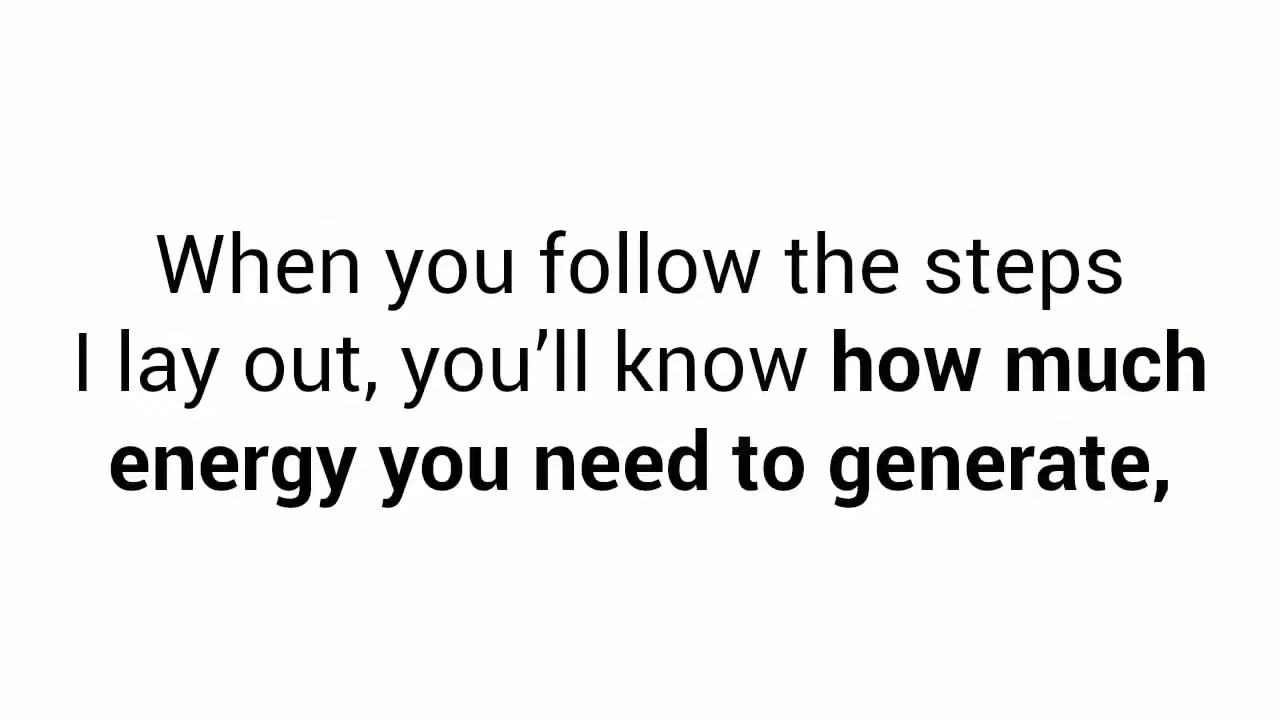 When you follow the steps
I lay out, you’ll know how much
energy you need to generate,